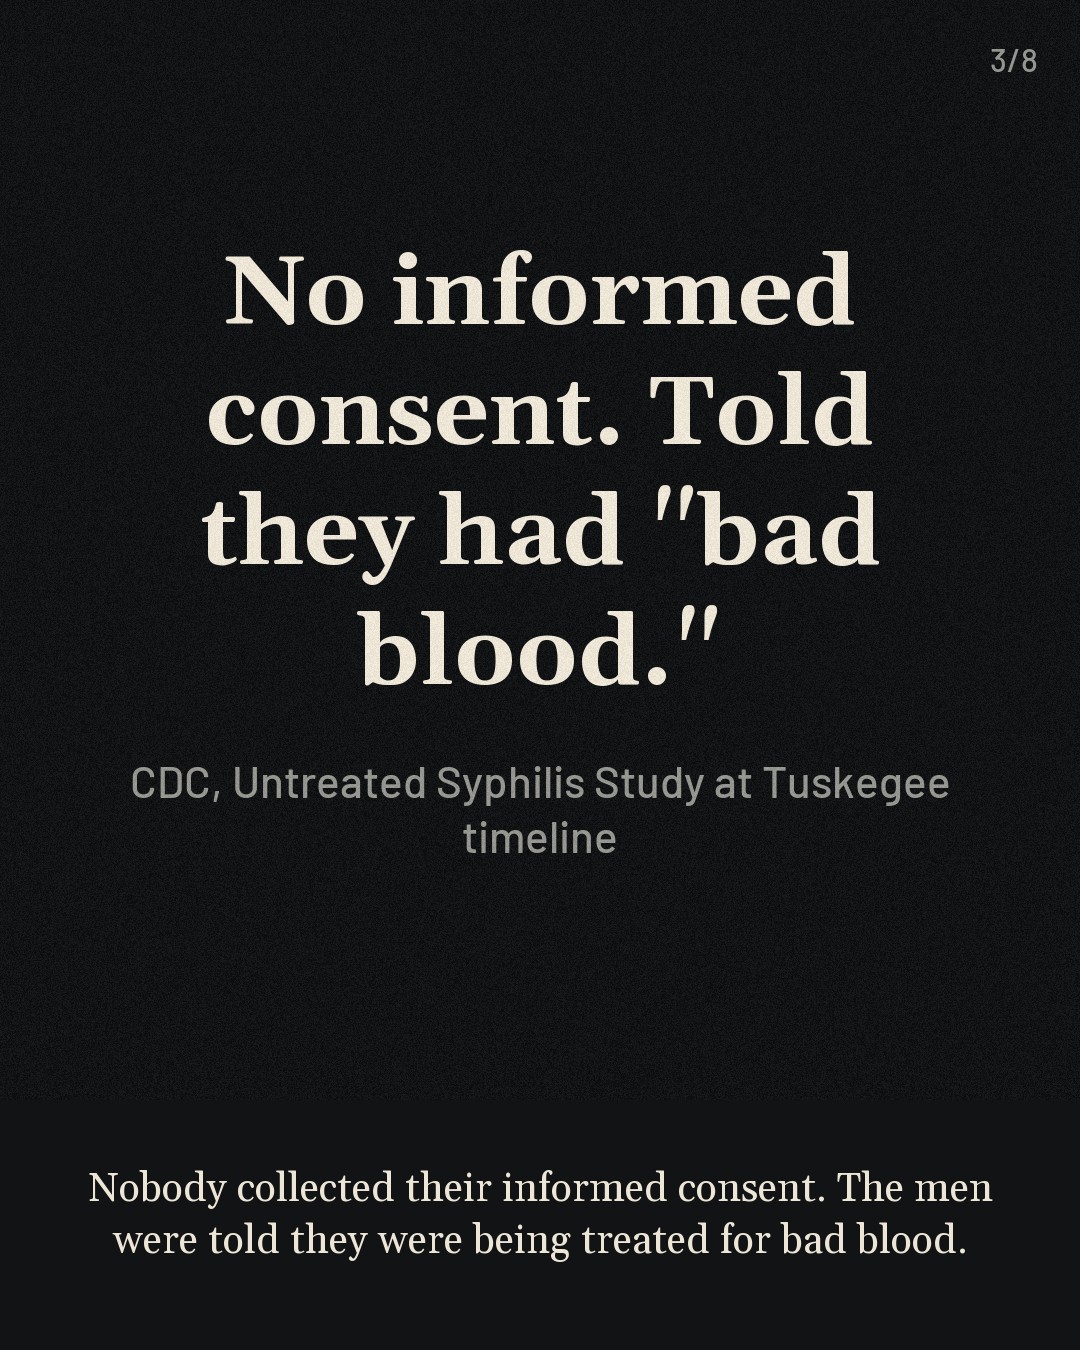 3/8
No informed
consent. Told
they had "bad
blood."
CDC, Untreated Syphilis Study at Tuskegee
timeline
Nobody collected their informed consent. The men
were told they were being treated for bad blood.